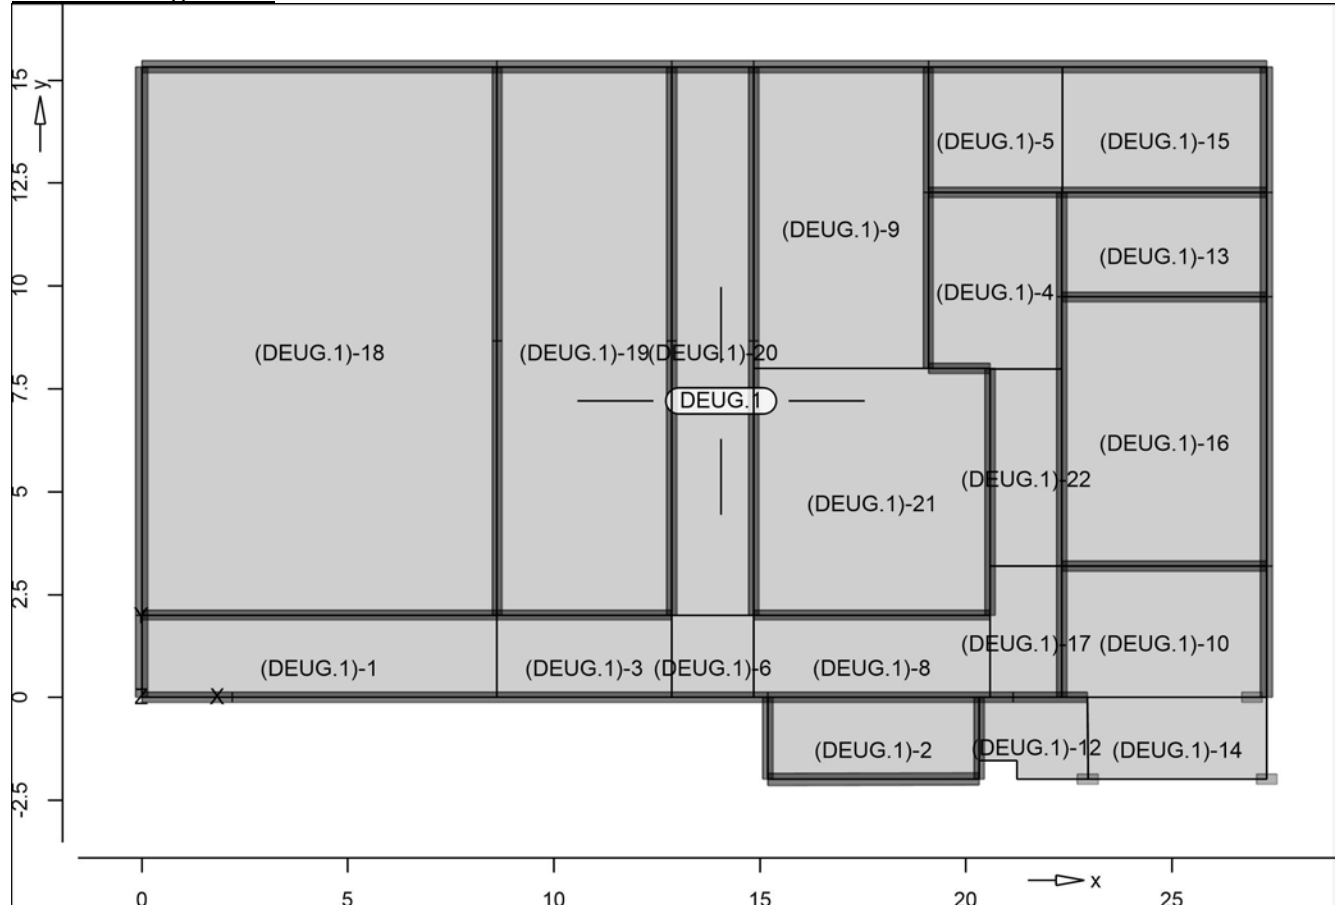 15
y
(DEUG.1)-5
(DEUG.1)-15
12.5
(DEUG.1)-9
(DEUG.1)-13
10
(DEUG.1)-4
(DEUG.1)-18
(DEUG.1)-19
(DEUG.1)-20
7.5
DEUG.1
(DEUG.1)-16
5
(DEUG.1)-22
(DEUG.1)-21
2.5
Y
(DEUG.1)-1
(DEUG.1)-3
(DEUG.1)-6
(DEUG.1)-8
(DEUG.1)-17
(DEUG.1)-10
0
Z
X
(DEUG.1)-2
(DEUG.1)-12
(DEUG.1)-14
-2.5
x
0
5
10
15
20
25